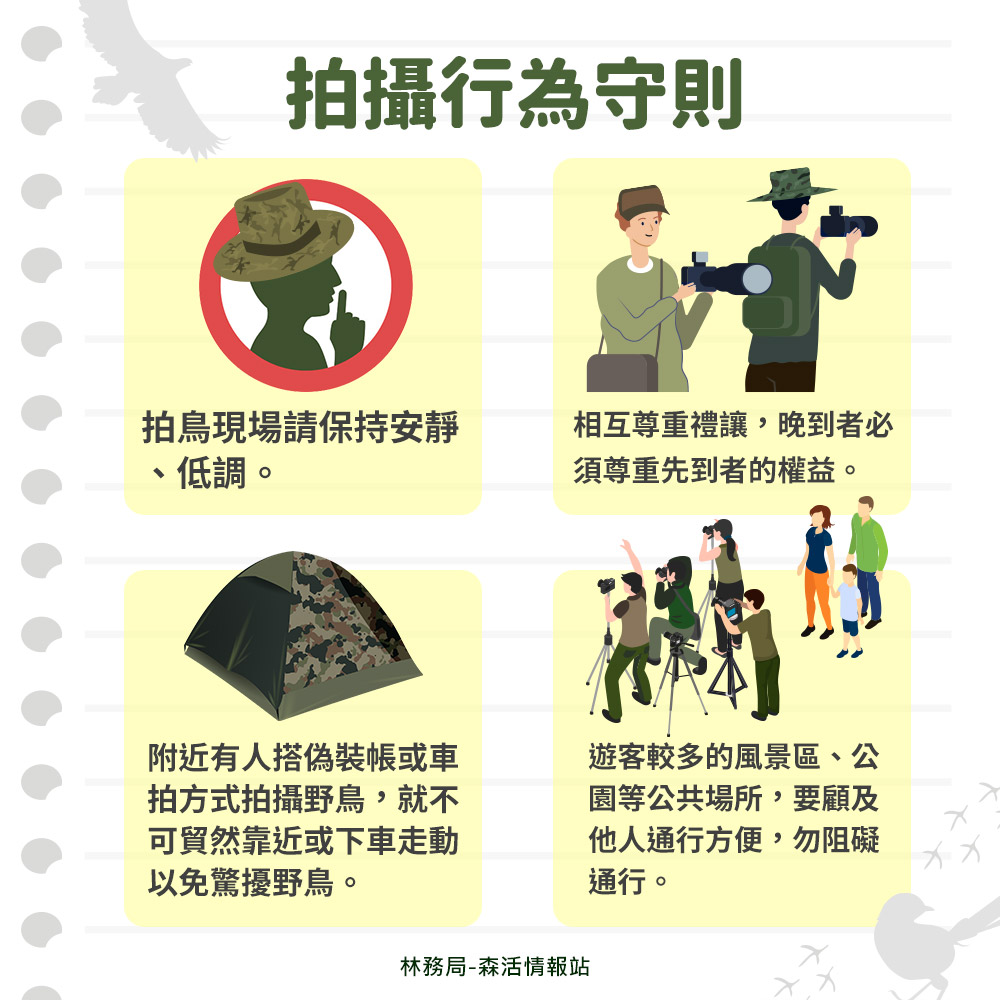 拍攝行為守則
拍鳥現場請保持安靜
、低調。
相互尊重禮讓，晚到者必
須尊重先到者的權益。
附近有人搭偽裝帳或車
拍方式拍攝野鳥，就不
可貿然靠近或下車走動
以免驚擾野鳥。
遊客較多的風景區、公
園等公共場所，要顧及
他人通行方便，勿阻礙
通行。
林務局-森活情報站